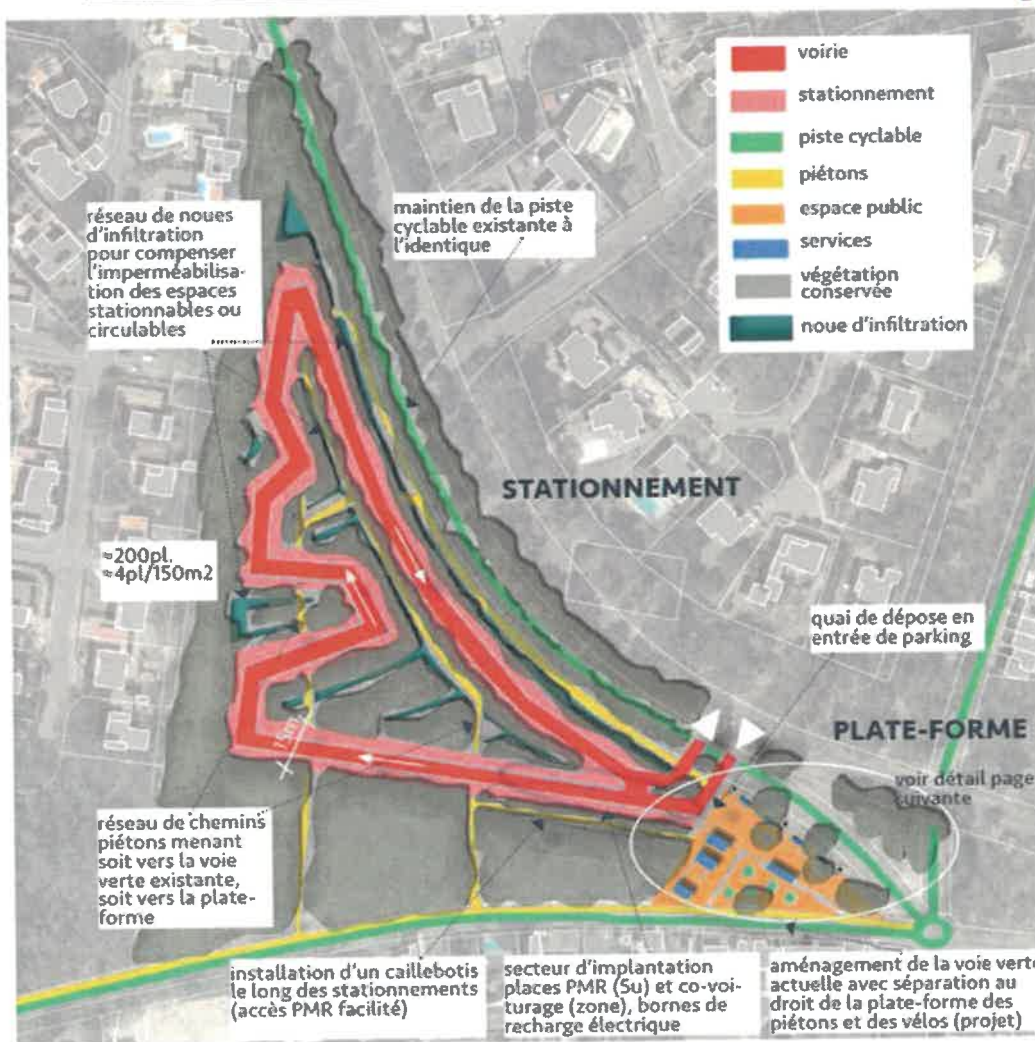 voirie
stationnement
piste cyclable
piétons
espace public
services
végétation
conservée
noue d'infiltration
réseau de noues
d'infiltration
pour compenser
l'imperméabilisa-
tion des espaces
stationnables ou
circulables
maintien de la piste
cyclable existante à
l'identique
STATIONNEMENT
≈200pl.
≈4pl/150m2
quai de dépose en
entrée de parking
PLATE-FORME
voir détail page
suivante
15m
réseau de chemins
piétons menant
soit vers la voie
verte existante,
soit vers la plate-
forme
installation d'un caillebotis
le long des stationnements
(accès PMR facilité)
secteur d'implantation
places PMR (5u) et co-voi-
turage (zone), bornes de
recharge électrique
aménagement de la voie verte
actuelle avec séparation au
droit de la plate-forme des
piétons et des vélos (projet)